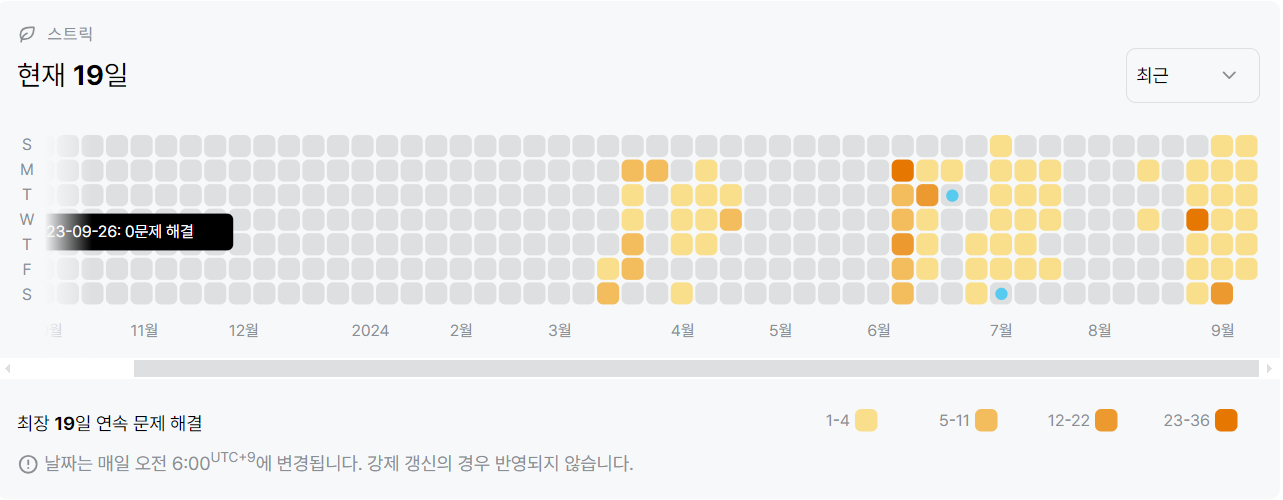 스트릭
현재 19일
최근
S
M
T
W
23-09-26: 0문제 해결
T
F
S
월 11월 12월 2024 2월 3월 4월 5월 6월 7월 8월 9월
최장 19일 연속 문제 해결
1-4 5-11 12-22 23-36
날짜는 매일 오전 6:00UTC+9에 변경됩니다. 강제 갱신의 경우 반영되지 않습니다.